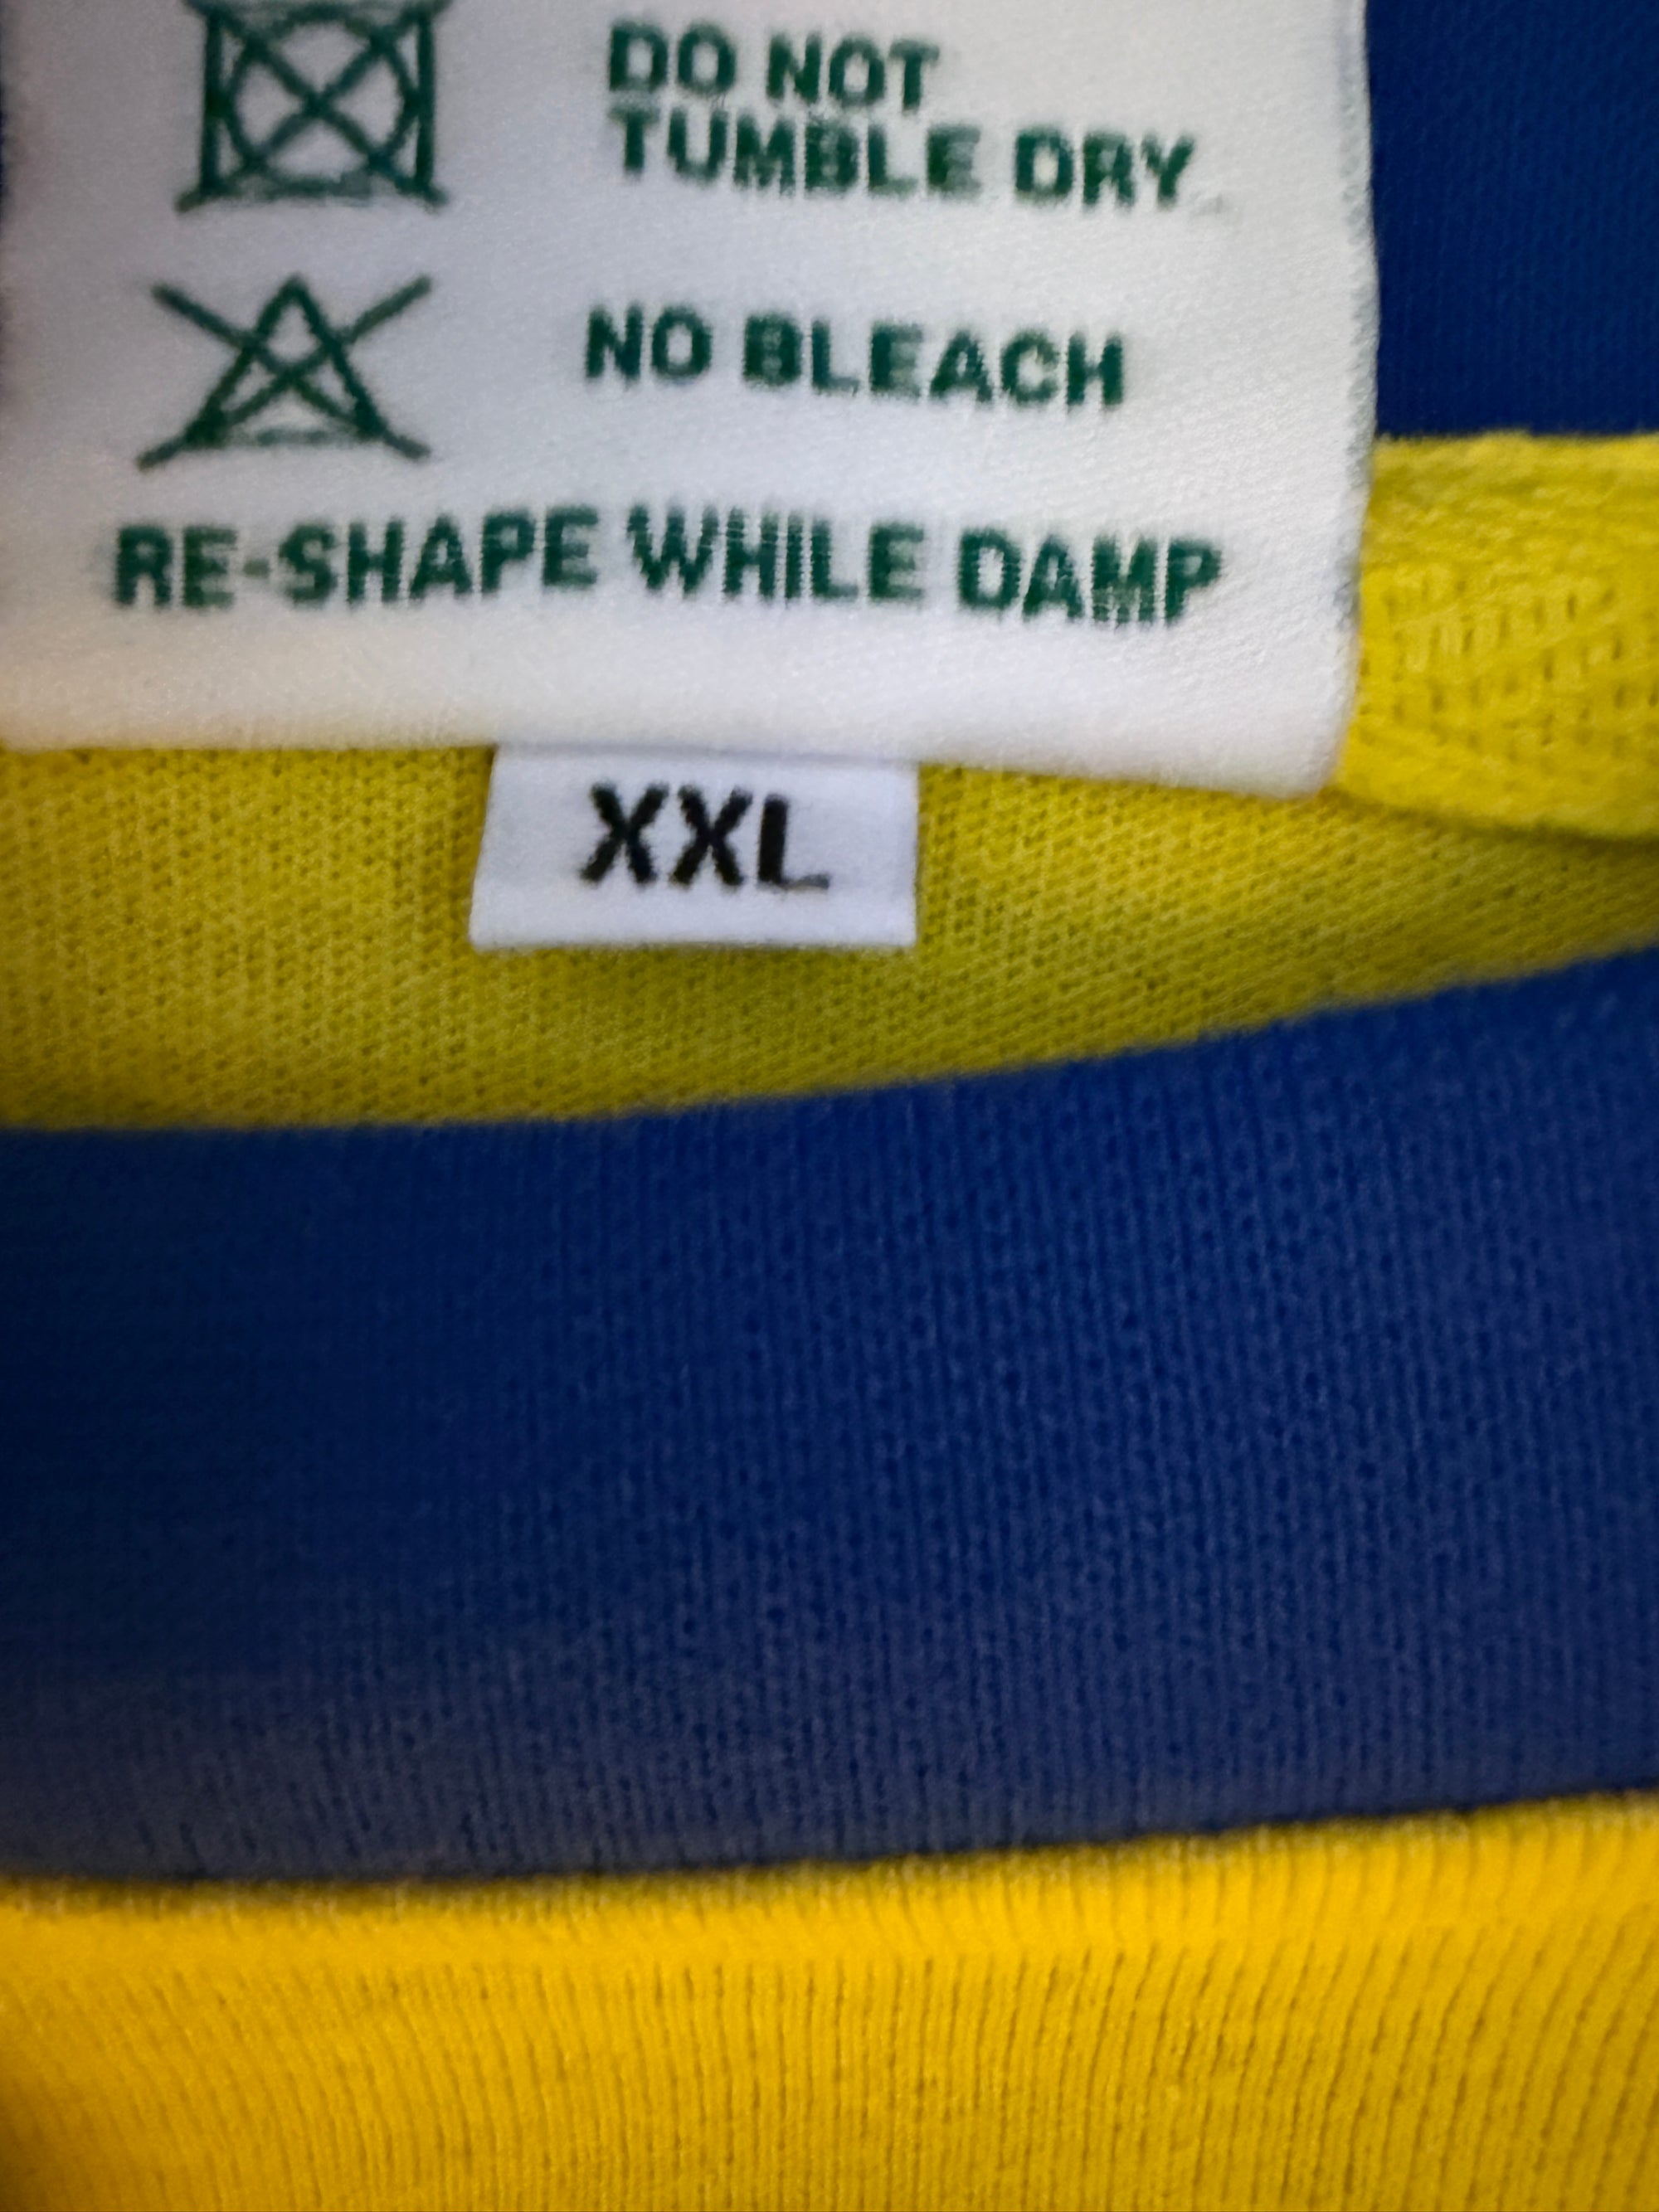 DO NOT
TUMBLE DRY
NO BLEACH
RE-SHAPE WHILE DAMP
XXL